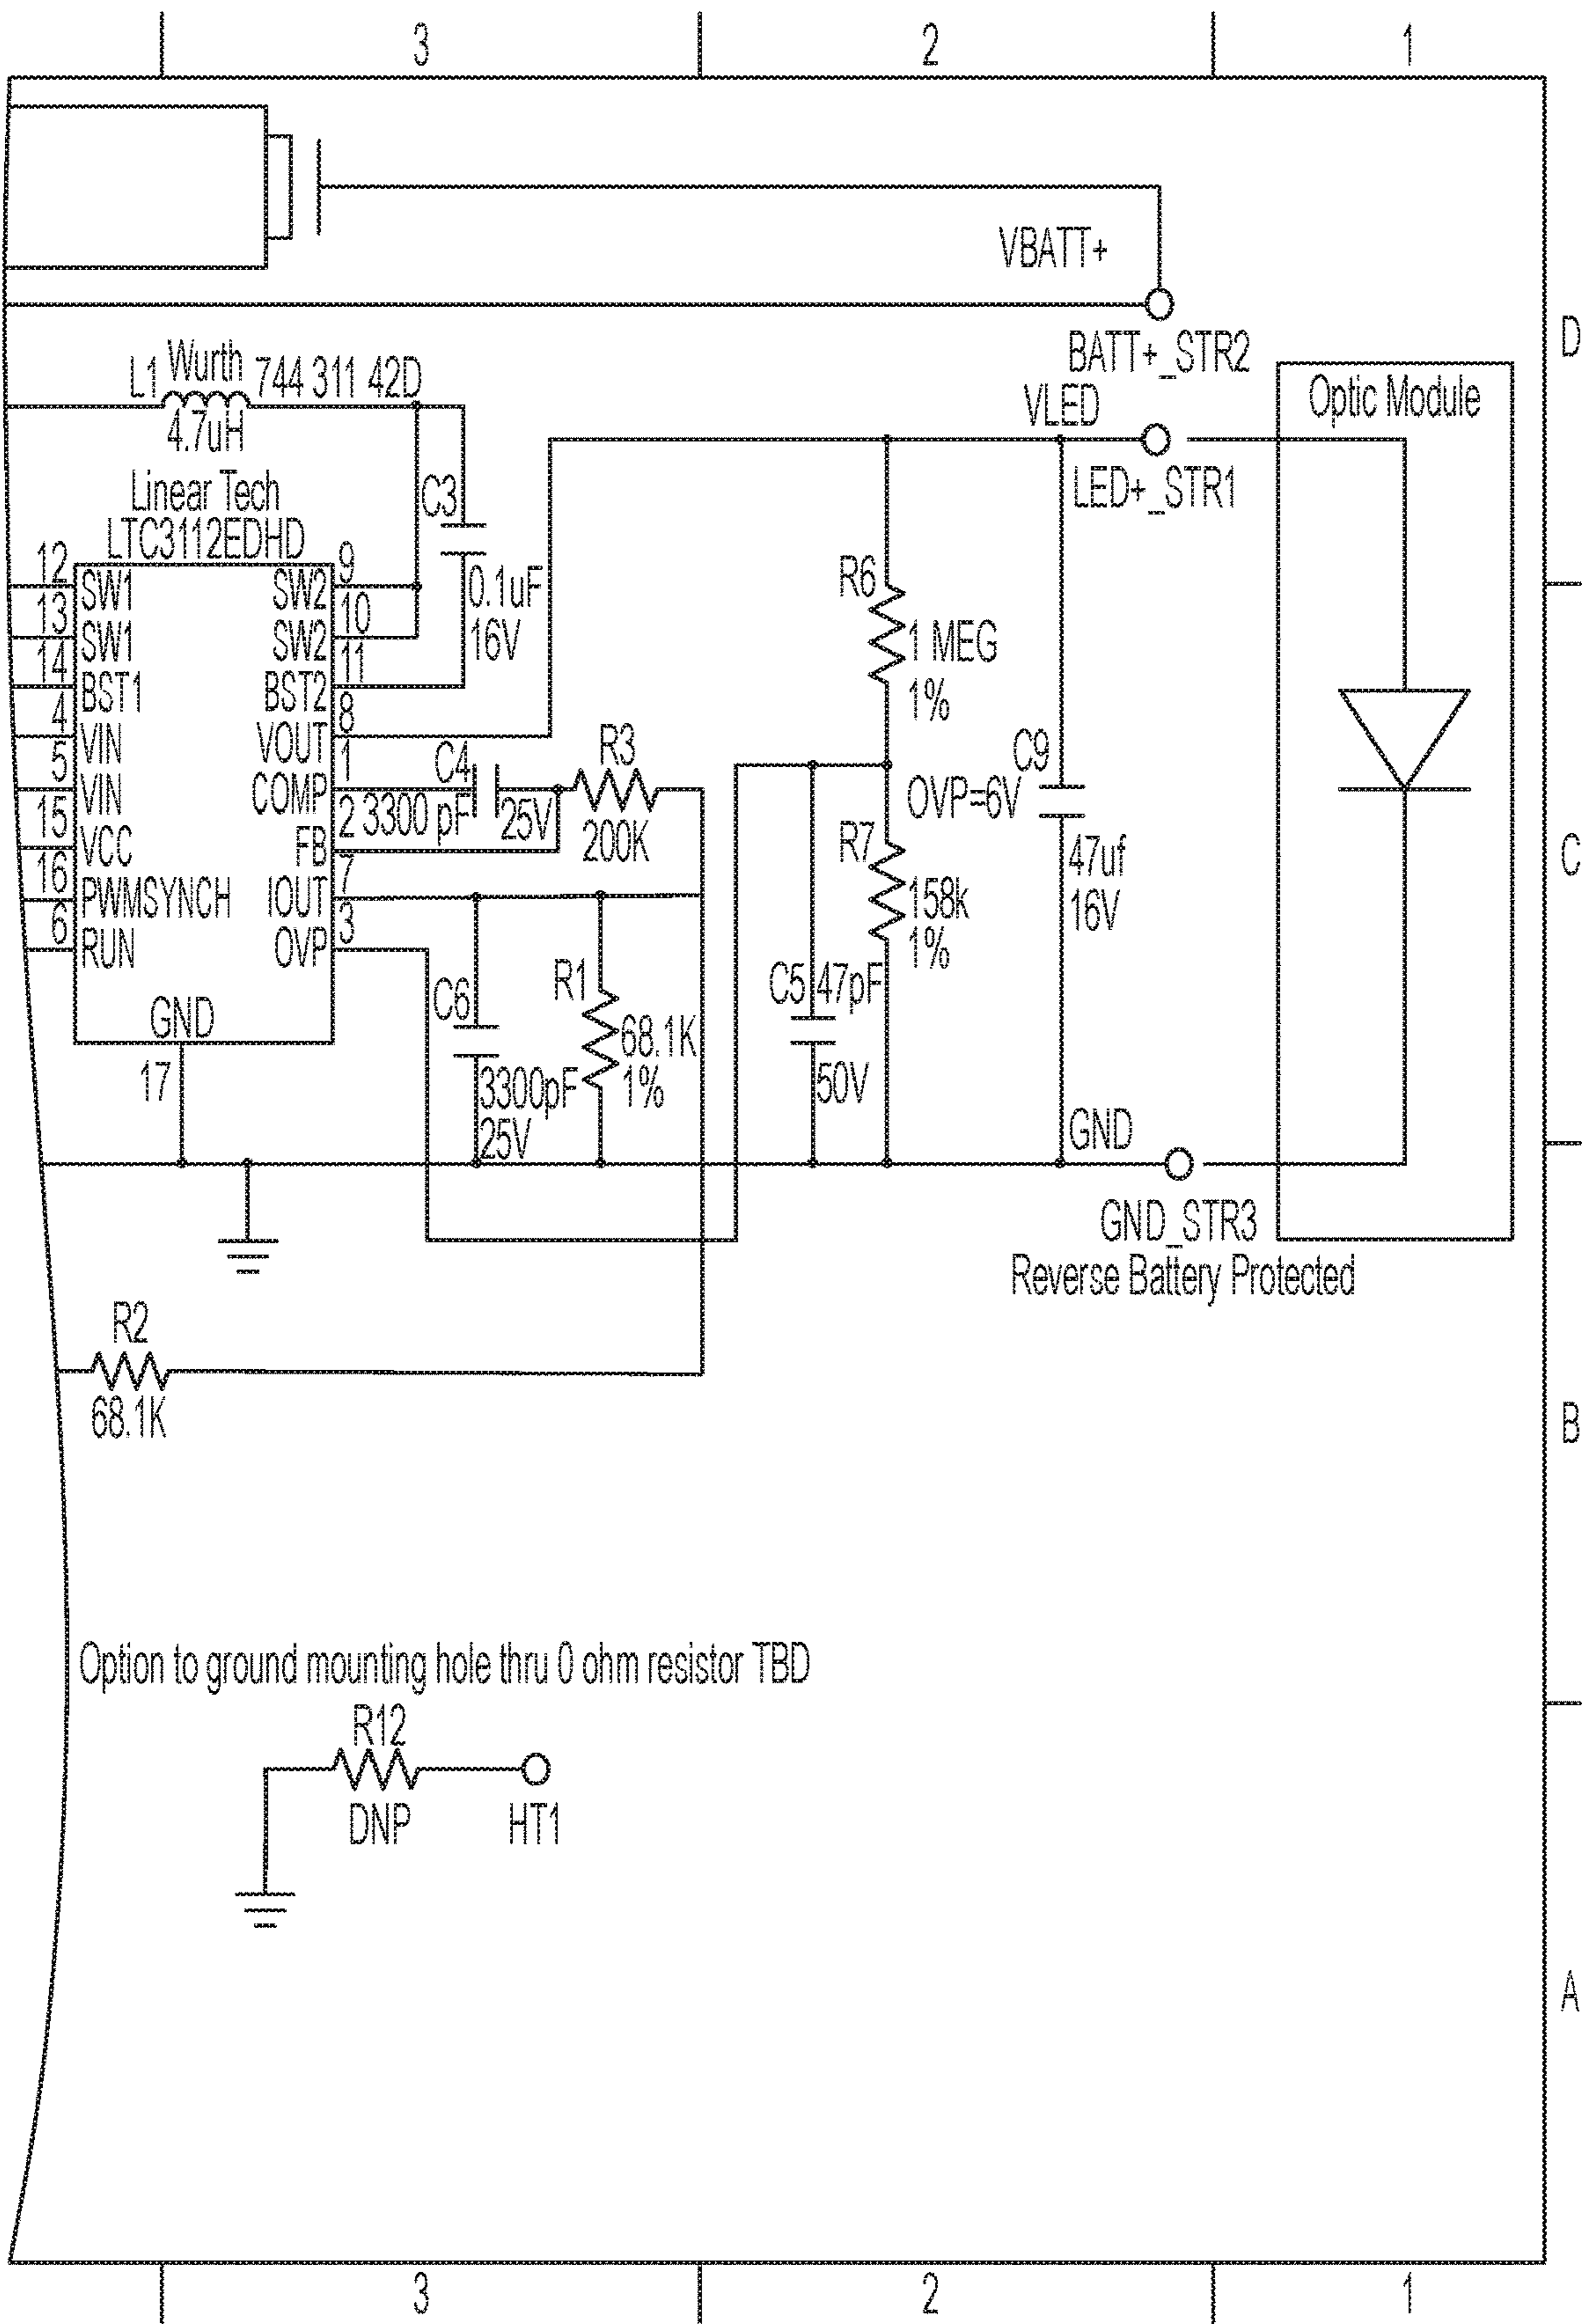 3 2 1
VBATT+
BATT+_STR2
D
L1 Wurth 744 311 42D
4.7uH
VLED
Optic Module
LED+_STR1
Linear Tech
LTC3112EDHD
C3
0.1uF
16V
12 SW1 SW2 9
13 SW1 SW2 10
14 BST1 BST2 11
4 VIN VOUT 8
5 VIN COMP 1
15 VCC FB 2
16 PWMSYNCH IOUT 7
6 RUN OVP 3
GND
17
C4
3300 pF 25V
R3
200K
R6
1 MEG
1%
C9
OVP=6V
47uf
16V
R7
158k
1%
C
C5 47pF
50V
C6
3300pF
25V
R1
68.1K
1%
GND
GND_STR3
Reverse Battery Protected
R2
68.1K
B
Option to ground mounting hole thru 0 ohm resistor TBD
R12
DNP HT1
A
3 2 1